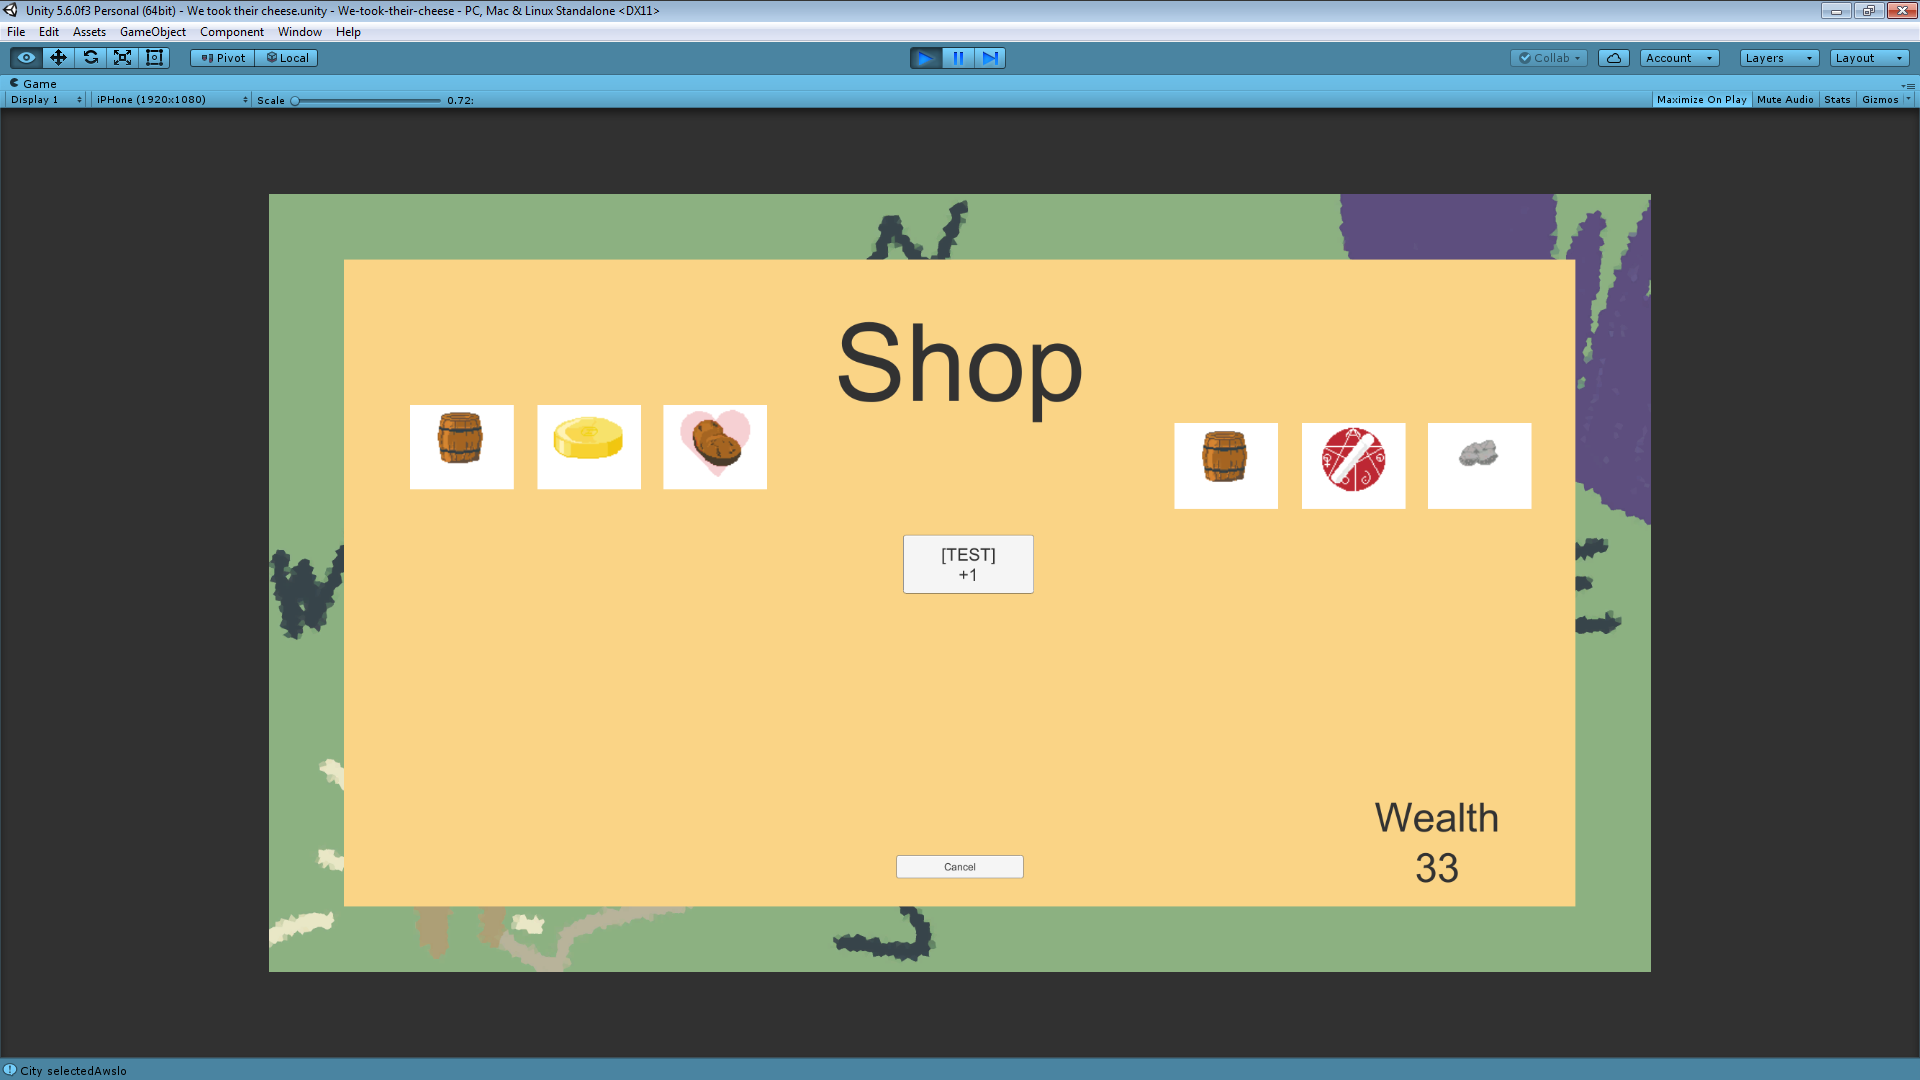 Unity 5.6.0f3 Personal (64bit) - We took their cheese.unity - We-took-their-cheese - PC, Mac & Linux Standalone <DX11>
File Edit Assets GameObject Component Window Help
Pivot Local Collab Account Layers Layout
Game
Display 1 iPHone (1920x1080) Scale 0.72: Maximize On Play Mute Audio Stats Gizmos
N
Shop
[TEST]
+1
W
E
Wealth
33
Cancel
City selectedAwslo